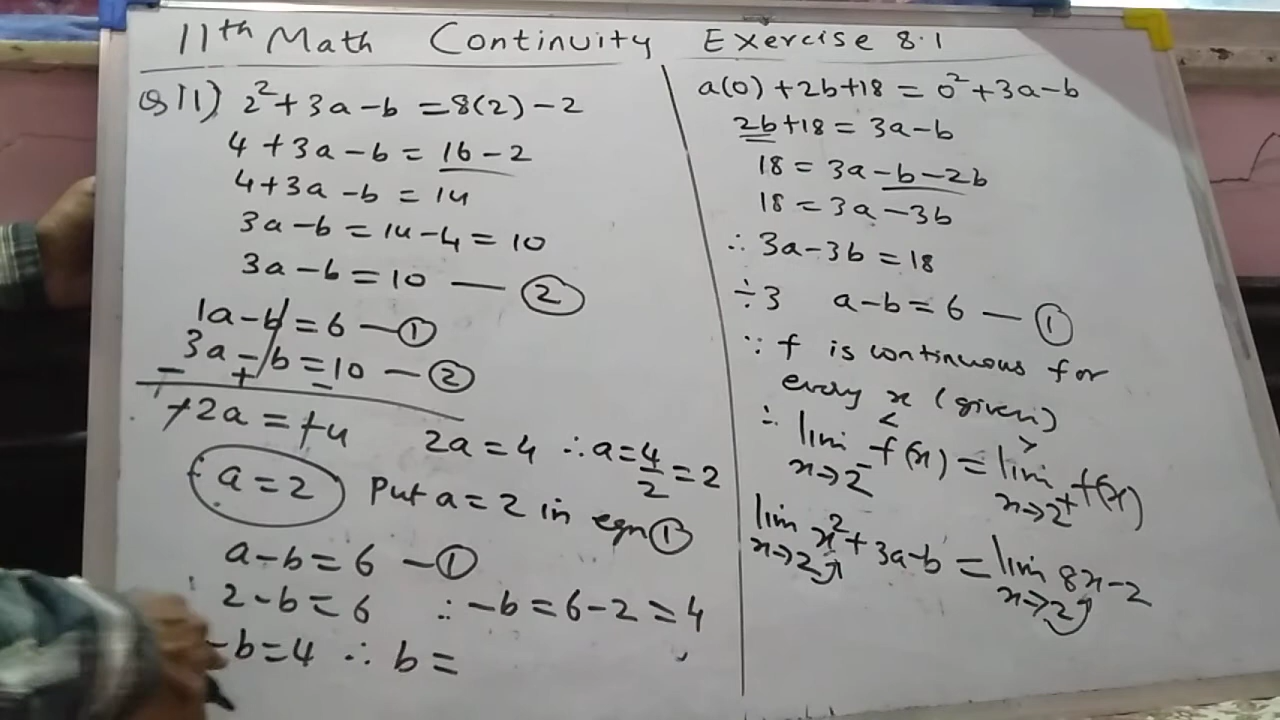 11th Math Continuity Exercise 8.1
Q 11) 2²+3a-b = 8(2)-2
4+3a-b = 16-2
4+3a-b = 14
3a-b = 14-4 = 10
3a-b = 10 — ②
1a-b = 6 — ①
3a-b = 10 — ②
- + -
+2a = +4 2a = 4 ∴ a = 4/2 = 2
a = 2 Put a = 2 in eqn ①
a-b = 6 — ①
2-b = 6 ∴ -b = 6-2 = 4
-b = 4 ∴ b =
a(0)+2b+18 = 0²+3a-b
2b+18 = 3a-b
18 = 3a-b-2b
18 = 3a-3b
∴ 3a-3b = 18
÷3 a-b = 6 — ①
∵ f is continuous for
every x (given)
< >
∴ lim x→2⁻ f(x) = lim x→2⁺ f(x)
lim x→2 x²+3a-b = lim x→2 8x-2